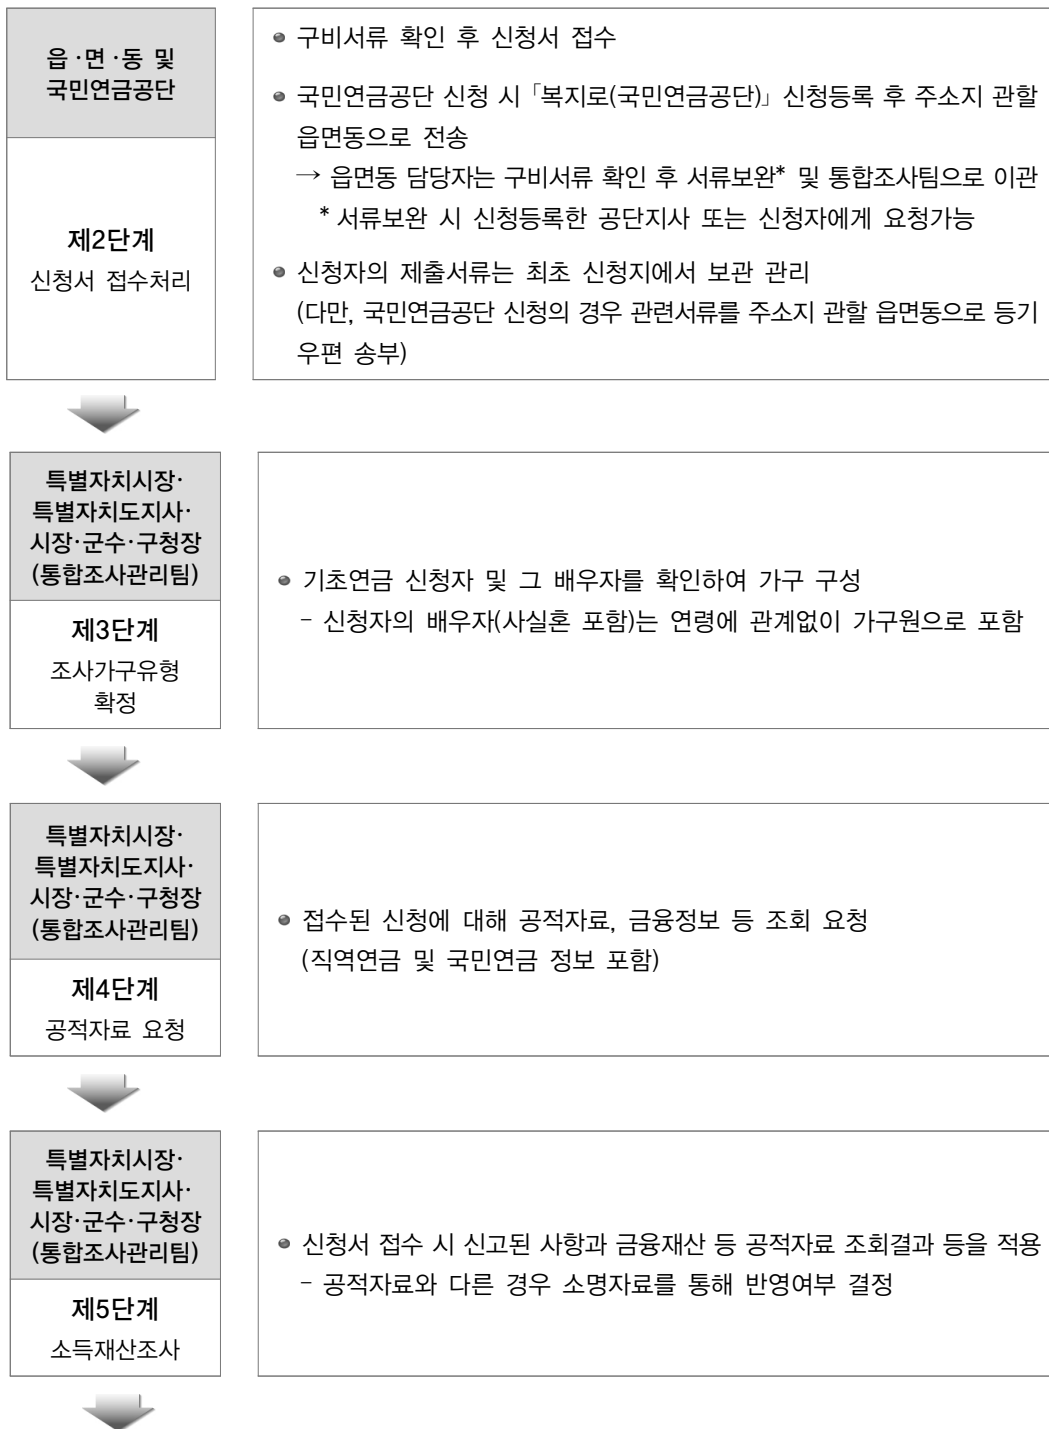 읍·면·동 및
국민연금공단
제2단계
신청서 접수처리
구비서류 확인 후 신청서 접수
국민연금공단 신청 시 「복지로(국민연금공단)」 신청등록 후 주소지 관할
읍면동으로 전송
→ 읍면동 담당자는 구비서류 확인 후 서류보완* 및 통합조사팀으로 이관
* 서류보완 시 신청등록한 공단지사 또는 신청자에게 요청가능
신청자의 제출서류는 최초 신청지에서 보관 관리
(다만, 국민연금공단 신청의 경우 관련서류를 주소지 관할 읍면동으로 등기
우편 송부)
특별자치시장·
특별자치도지사·
시장·군수·구청장
(통합조사관리팀)
제3단계
조사가구유형
확정
기초연금 신청자 및 그 배우자를 확인하여 가구 구성
- 신청자의 배우자(사실혼 포함)는 연령에 관계없이 가구원으로 포함
특별자치시장·
특별자치도지사·
시장·군수·구청장
(통합조사관리팀)
제4단계
공적자료 요청
접수된 신청에 대해 공적자료, 금융정보 등 조회 요청
(직역연금 및 국민연금 정보 포함)
특별자치시장·
특별자치도지사·
시장·군수·구청장
(통합조사관리팀)
제5단계
소득재산조사
신청서 접수 시 신고된 사항과 금융재산 등 공적자료 조회결과 등을 적용
- 공적자료와 다른 경우 소명자료를 통해 반영여부 결정